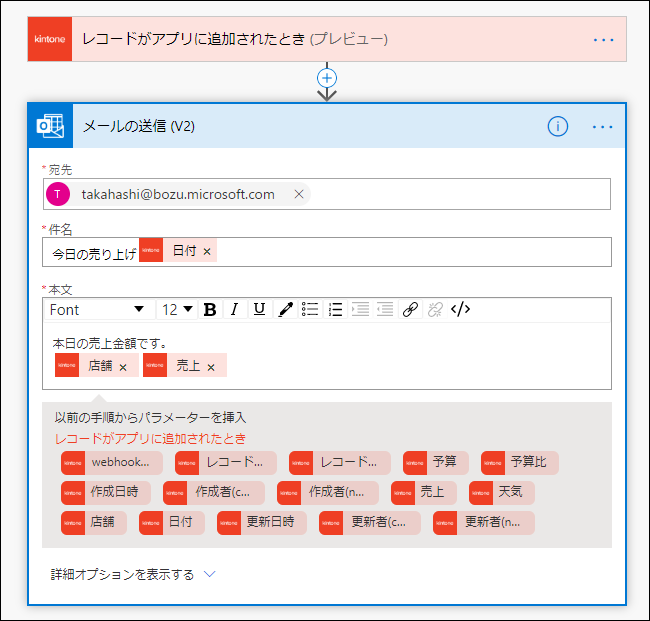 kintone レコードがアプリに追加されたとき (プレビュー) ...
メールの送信 (V2) ...
*宛先
T takahashi@bozu.microsoft.com ×
*件名
今日の売り上げ kintone 日付 ×
*本文
Font 12 B I U </>
本日の売上金額です。
kintone 店舗 × kintone 売上 ×
以前の手順からパラメーターを挿入
レコードがアプリに追加されたとき
kintone webhook... kintone レコード... kintone レコード... kintone 予算 kintone 予算比
kintone 作成日時 kintone 作成者(c... kintone 作成者(n... kintone 売上 kintone 天気
kintone 店舗 kintone 日付 kintone 更新日時 kintone 更新者(c... kintone 更新者(n...
詳細オプションを表示する